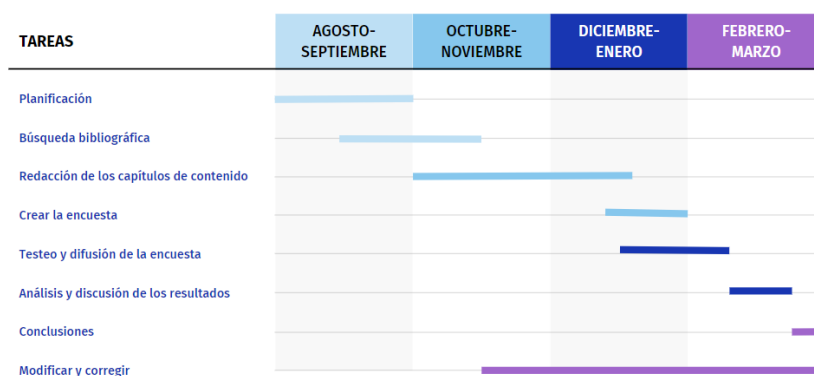 TAREAS
AGOSTO-
SEPTIEMBRE
OCTUBRE-
NOVIEMBRE
DICIEMBRE-
ENERO
FEBRERO-
MARZO
Planificación
Búsqueda bibliográfica
Redacción de los capítulos de contenido
Crear la encuesta
Testeo y difusión de la encuesta
Análisis y discusión de los resultados
Conclusiones
Modificar y corregir